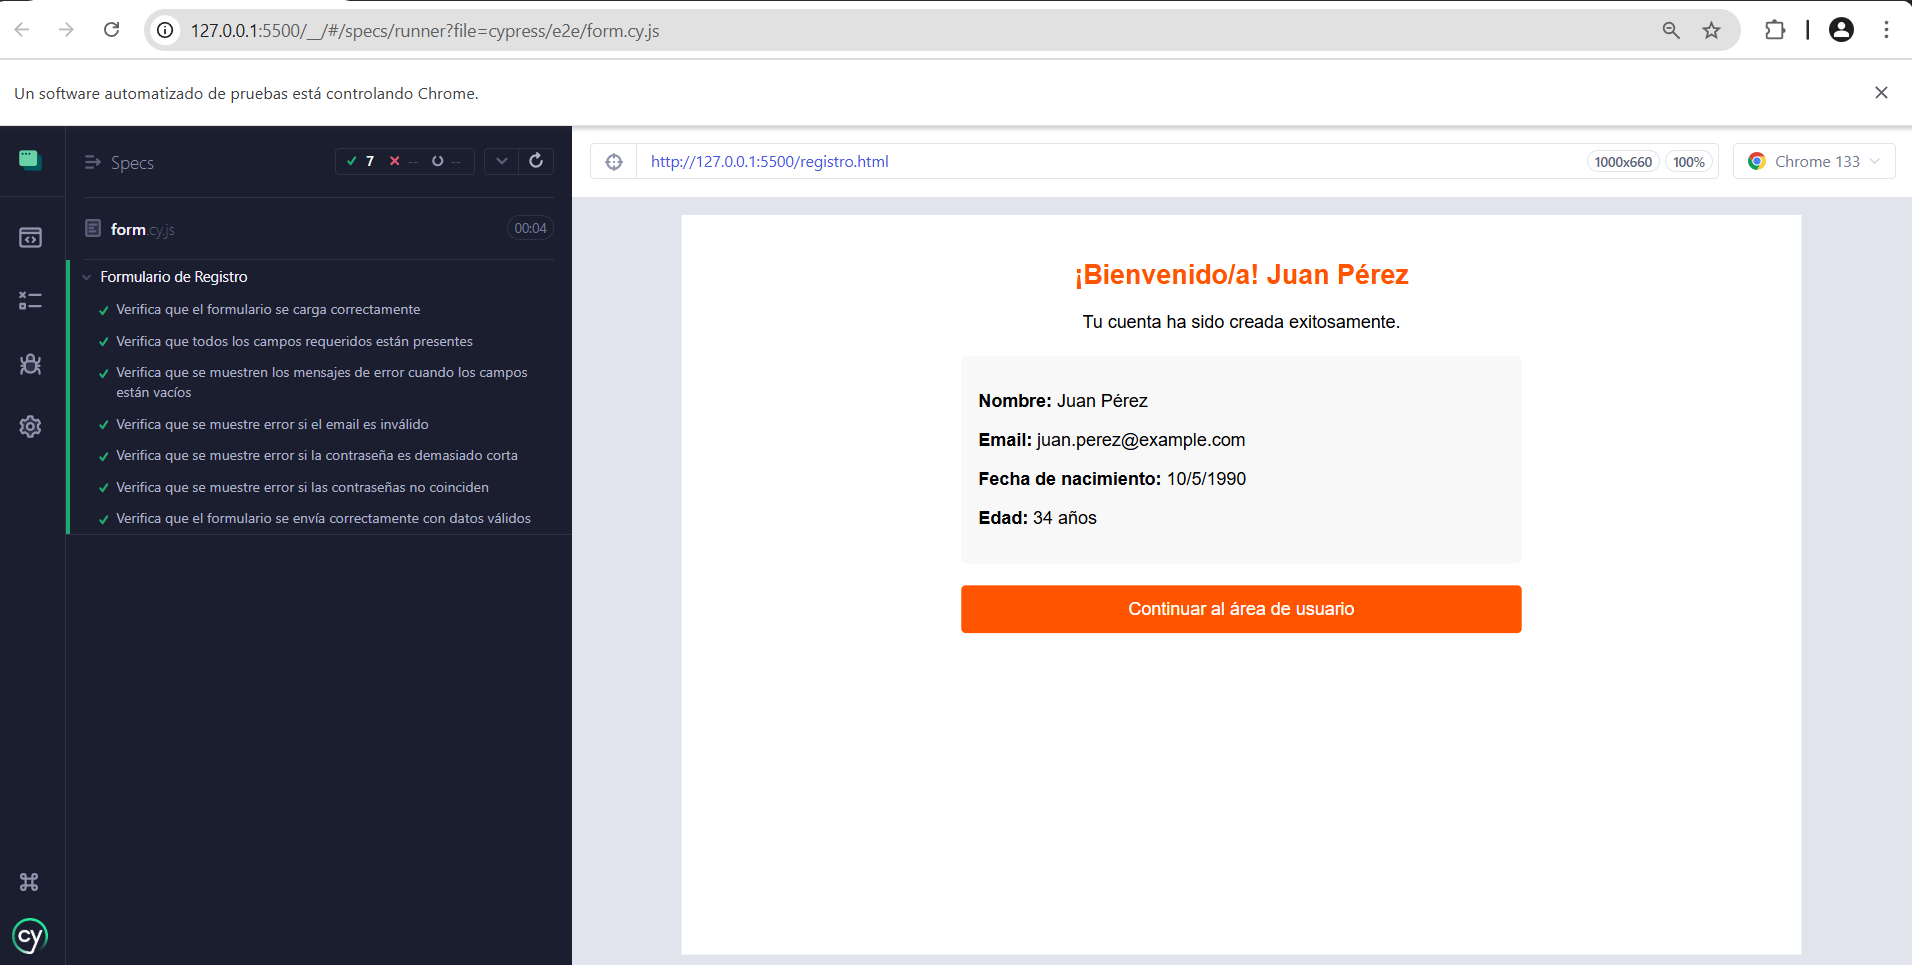 127.0.0.1:5500/__/#/specs/runner?file=cypress/e2e/form.cy.js
Un software automatizado de pruebas está controlando Chrome.
Specs
7 -- --
form.cy.js
00:04
Formulario de Registro
Verifica que el formulario se carga correctamente
Verifica que todos los campos requeridos están presentes
Verifica que se muestren los mensajes de error cuando los campos
están vacíos
Verifica que se muestre error si el email es inválido
Verifica que se muestre error si la contraseña es demasiado corta
Verifica que se muestre error si las contraseñas no coinciden
Verifica que el formulario se envía correctamente con datos válidos
cy
http://127.0.0.1:5500/registro.html
1000x660
100%
Chrome 133
¡Bienvenido/a! Juan Pérez
Tu cuenta ha sido creada exitosamente.
Nombre: Juan Pérez
Email: juan.perez@example.com
Fecha de nacimiento: 10/5/1990
Edad: 34 años
Continuar al área de usuario